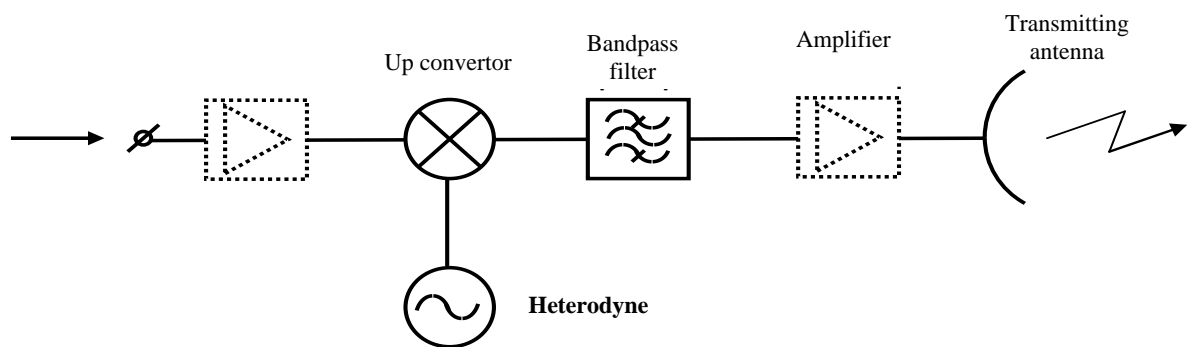 Up convertor
Bandpass
filter
Amplifier
Transmitting
antenna
Heterodyne